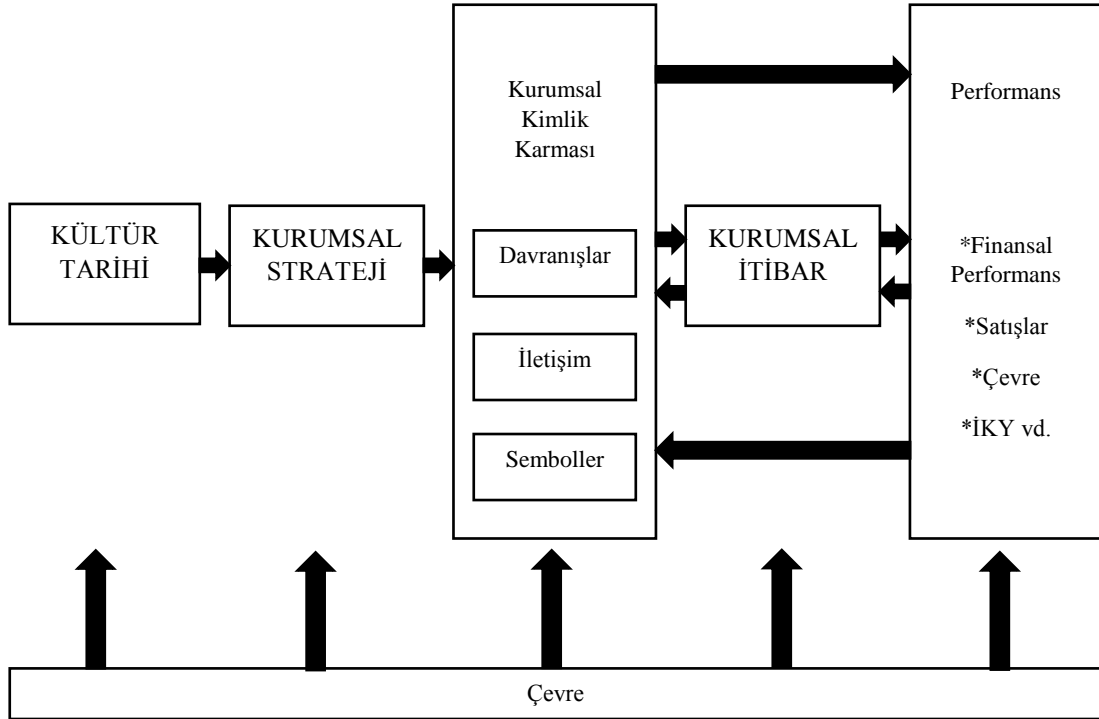 KÜLTÜR
TARİHİ
KURUMSAL
STRATEJİ
Kurumsal
Kimlik
Karması
Davranışlar
İletişim
Semboller
KURUMSAL
İTİBAR
Performans
*Finansal
Performans
*Satışlar
*Çevre
*İKY vd.
Çevre